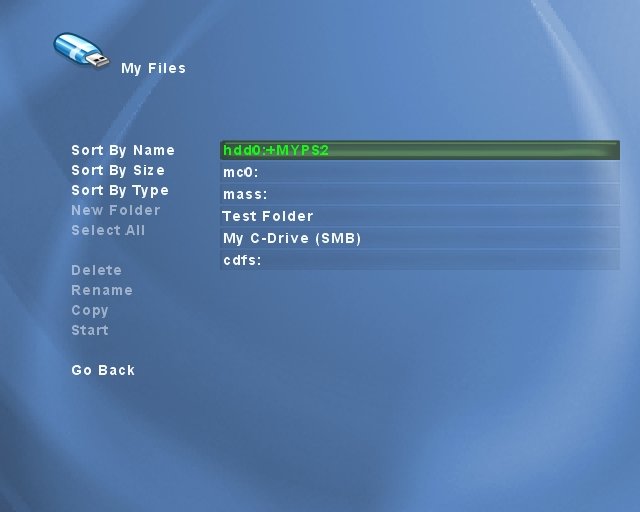 My Files
Sort By Name
Sort By Size
Sort By Type
New Folder
Select All
Delete
Rename
Copy
Start
Go Back
hdd0:+MYPS2
mc0:
mass:
Test Folder
My C-Drive (SMB)
cdfs: